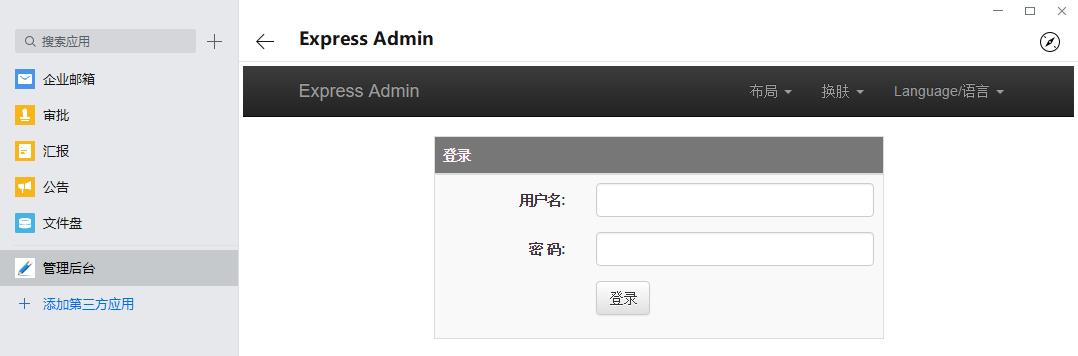 搜索应用
企业邮箱
审批
汇报
公告
文件盘
管理后台
添加第三方应用
Express Admin
Express Admin
布局
换肤
Language/语言
登录
用户名:
密 码:
登录